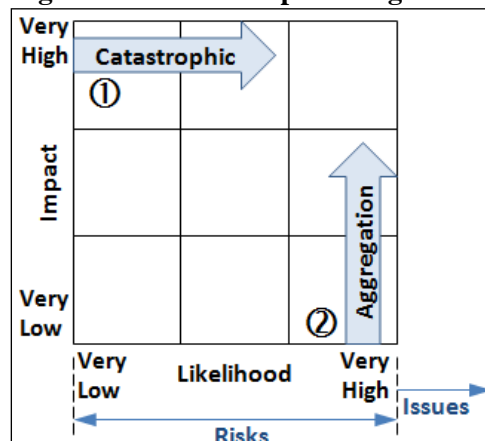 Very
High
Catastrophic
①
Impact
Aggregation
②
Very
Low
Very
Low
Likelihood
Very
High
Issues
Risks